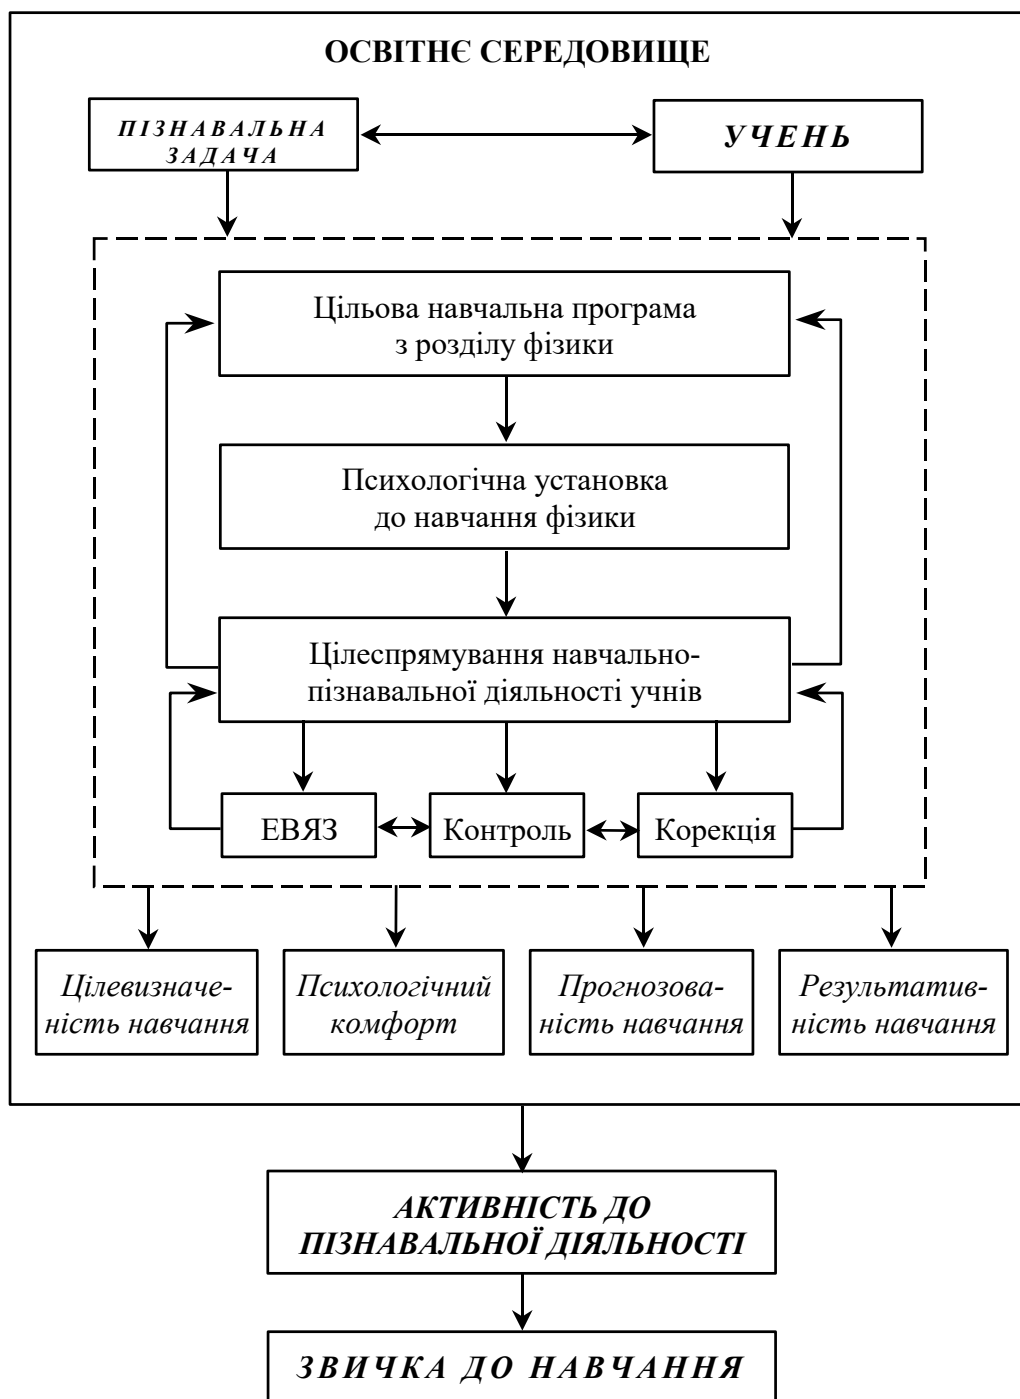 ОСВІТНЄ СЕРЕДОВИЩЕ
ПІЗНАВАЛЬНА
ЗАДАЧА
УЧЕНЬ
Цільова навчальна програма
з розділу фізики
Психологічна установка
до навчання фізики
Цілеспрямування навчально-
пізнавальної діяльності учнів
ЕВЯЗ
Контроль
Корекція
Цілевизначе-
ність навчання
Психологічний
комфорт
Прогнозова-
ність навчання
Результатив-
ність навчання
АКТИВНІСТЬ ДО
ПІЗНАВАЛЬНОЇ ДІЯЛЬНОСТІ
ЗВИЧКА ДО НАВЧАННЯ